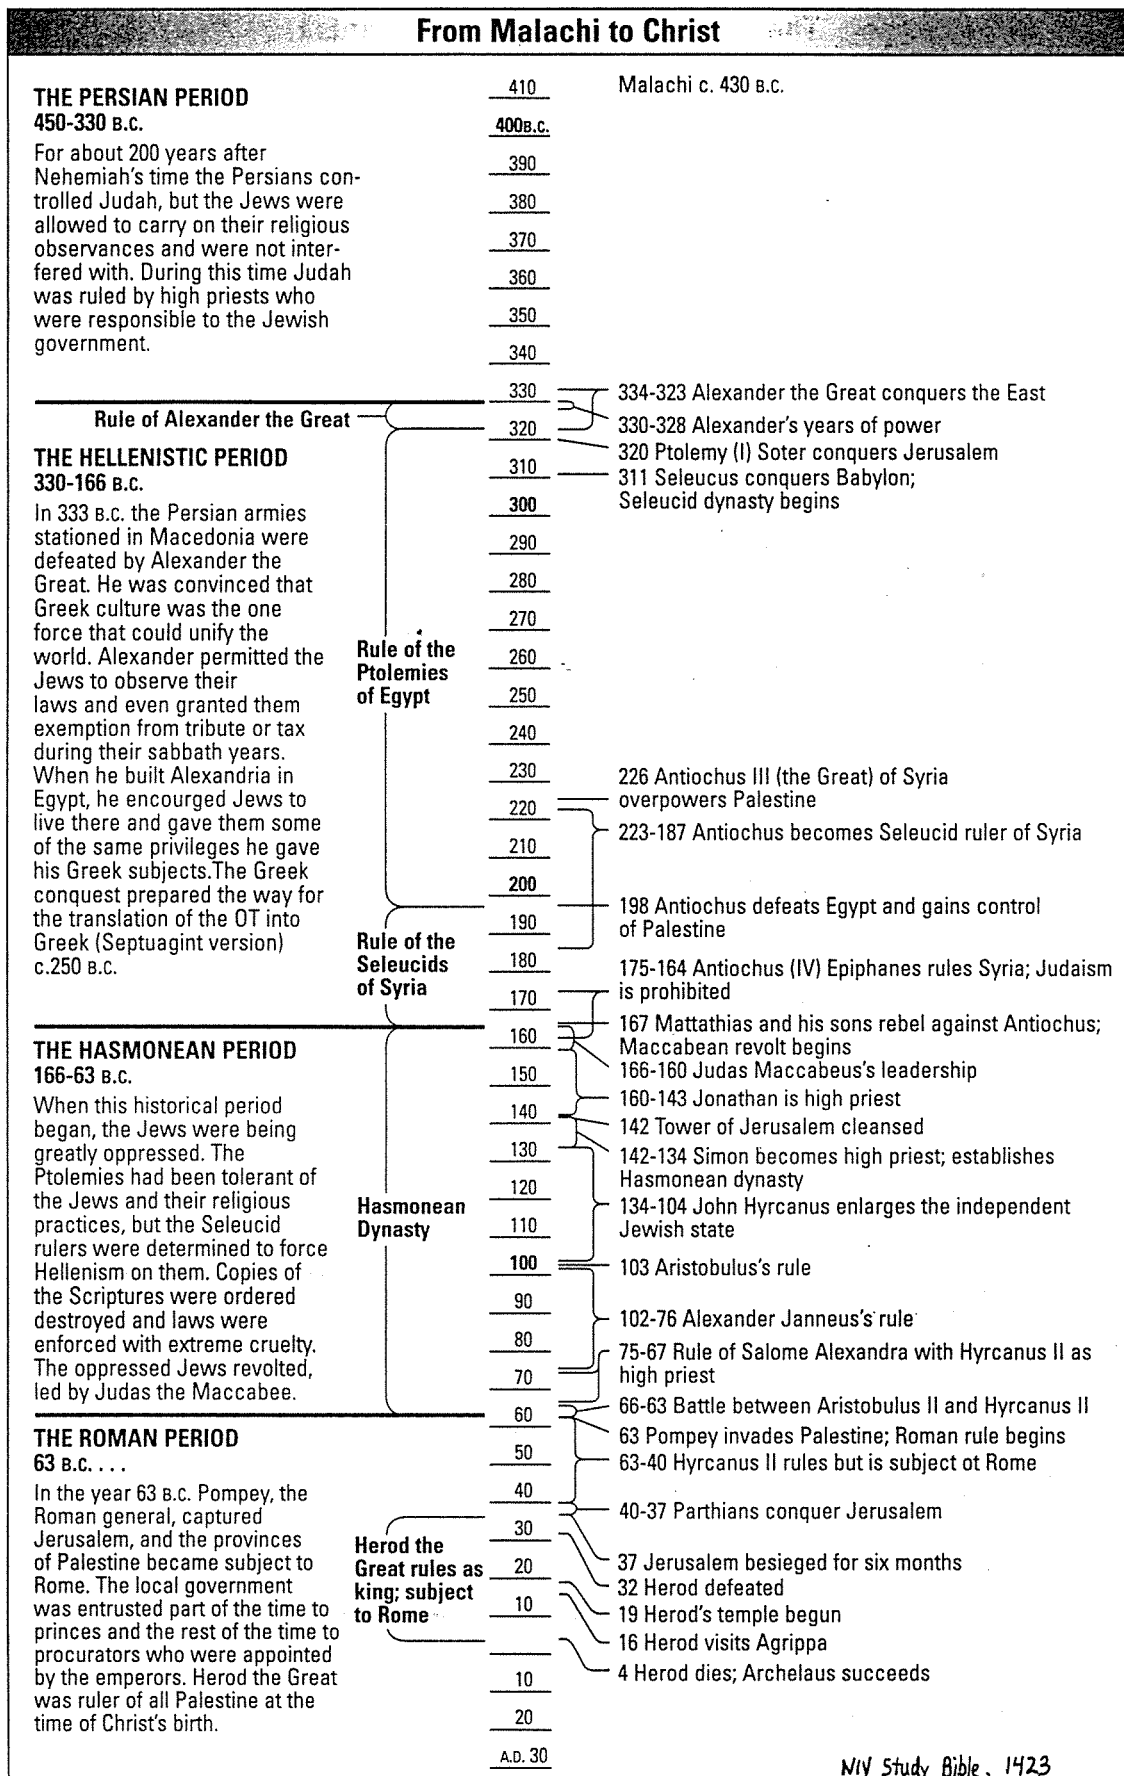 From Malachi to Christ
THE PERSIAN PERIOD
450-330 B.C.
For about 200 years after
Nehemiah's time the Persians con-
trolled Judah, but the Jews were
allowed to carry on their religious
observances and were not inter-
fered with. During this time Judah
was ruled by high priests who
were responsible to the Jewish
government.
Rule of Alexander the Great
THE HELLENISTIC PERIOD
330-166 B.C.
In 333 B.C. the Persian armies
stationed in Macedonia were
defeated by Alexander the
Great. He was convinced that
Greek culture was the one
force that could unify the
world. Alexander permitted the
Jews to observe their
laws and even granted them
exemption from tribute or tax
during their sabbath years.
When he built Alexandria in
Egypt, he encourged Jews to
live there and gave them some
of the same privileges he gave
his Greek subjects.The Greek
conquest prepared the way for
the translation of the OT into
Greek (Septuagint version)
c.250 B.C.
THE HASMONEAN PERIOD
166-63 B.C.
When this historical period
began, the Jews were being
greatly oppressed. The
Ptolemies had been tolerant of
the Jews and their religious
practices, but the Seleucid
rulers were determined to force
Hellenism on them. Copies of
the Scriptures were ordered
destroyed and laws were
enforced with extreme cruelty.
The oppressed Jews revolted,
led by Judas the Maccabee.
THE ROMAN PERIOD
63 B.C. . . .
In the year 63 B.C. Pompey, the
Roman general, captured
Jerusalem, and the provinces
of Palestine became subject to
Rome. The local government
was entrusted part of the time to
princes and the rest of the time to
procurators who were appointed
by the emperors. Herod the Great
was ruler of all Palestine at the
time of Christ's birth.
Rule of the
Ptolemies
of Egypt
Rule of the
Seleucids
of Syria
Hasmonean
Dynasty
Herod the
Great rules as
king; subject
to Rome
410
400B.C.
390
380
370
360
350
340
330
320
310
300
290
280
270
260
250
240
230
220
210
200
190
180
170
160
150
140
130
120
110
100
90
80
70
60
50
40
30
20
10
10
20
A.D. 30
Malachi c. 430 B.C.
334-323 Alexander the Great conquers the East
330-328 Alexander's years of power
320 Ptolemy (I) Soter conquers Jerusalem
311 Seleucus conquers Babylon;
Seleucid dynasty begins
226 Antiochus III (the Great) of Syria
overpowers Palestine
223-187 Antiochus becomes Seleucid ruler of Syria
198 Antiochus defeats Egypt and gains control
of Palestine
175-164 Antiochus (IV) Epiphanes rules Syria; Judaism
is prohibited
167 Mattathias and his sons rebel against Antiochus;
Maccabean revolt begins
166-160 Judas Maccabeus's leadership
160-143 Jonathan is high priest
142 Tower of Jerusalem cleansed
142-134 Simon becomes high priest; establishes
Hasmonean dynasty
134-104 John Hyrcanus enlarges the independent
Jewish state
103 Aristobulus's rule
102-76 Alexander Janneus's rule
75-67 Rule of Salome Alexandra with Hyrcanus II as
high priest
66-63 Battle between Aristobulus II and Hyrcanus II
63 Pompey invades Palestine; Roman rule begins
63-40 Hyrcanus II rules but is subject ot Rome
40-37 Parthians conquer Jerusalem
37 Jerusalem besieged for six months
32 Herod defeated
19 Herod's temple begun
16 Herod visits Agrippa
4 Herod dies; Archelaus succeeds
NIV Study Bible, 1423